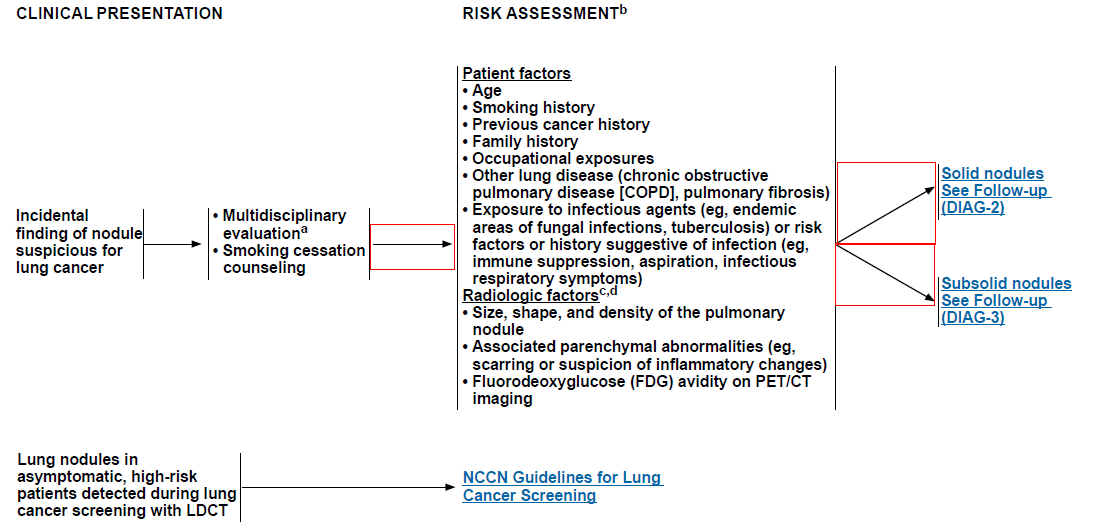 CLINICAL PRESENTATION
RISK ASSESSMENTb
Incidental
finding of nodule
suspicious for
lung cancer
• Multidisciplinary
evaluationa
• Smoking cessation
counseling
Patient factors
• Age
• Smoking history
• Previous cancer history
• Family history
• Occupational exposures
• Other lung disease (chronic obstructive
pulmonary disease [COPD], pulmonary fibrosis)
• Exposure to infectious agents (eg, endemic
areas of fungal infections, tuberculosis) or risk
factors or history suggestive of infection (eg,
immune suppression, aspiration, infectious
respiratory symptoms)
Radiologic factorsc,d
• Size, shape, and density of the pulmonary
nodule
• Associated parenchymal abnormalities (eg,
scarring or suspicion of inflammatory changes)
• Fluorodeoxyglucose (FDG) avidity on PET/CT
imaging
Solid nodules
See Follow-up
(DIAG-2)
Subsolid nodules
See Follow-up
(DIAG-3)
Lung nodules in
asymptomatic, high-risk
patients detected during lung
cancer screening with LDCT
NCCN Guidelines for Lung
Cancer Screening